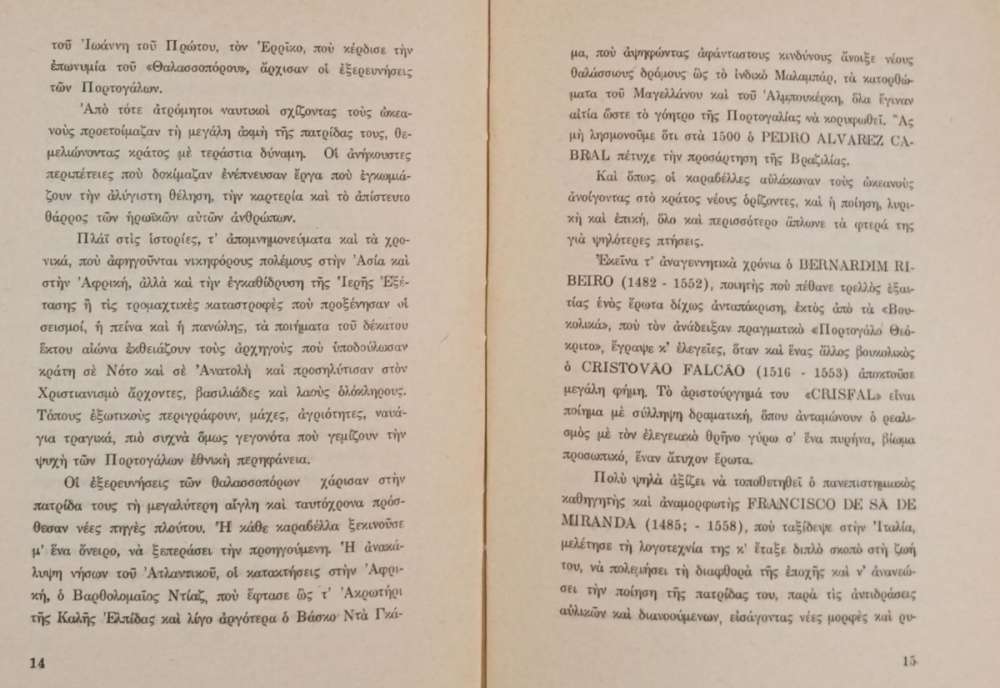 τοῦ Ἰωάννη τοῦ Πρώτου, τὸν Ἑρρῖκο, ποὺ κέρδισε τὴν
ἐπωνυμία τοῦ «Θαλασσοπόρου», ἄρχισαν οἱ ἐξερευνήσεις
τῶν Πορτογάλων.
Ἀπὸ τότε ἀτρόμητοι ναυτικοὶ σχίζοντας τοὺς ὠκεα-
νοὺς προετοίμαζαν τὴ μεγάλη ἀκμὴ τῆς πατρίδας τους, θε-
μελιώνοντας κράτος μὲ τεράστια δύναμη. Οἱ ἀνήκουστες
περιπέτειες ποὺ δοκίμαζαν ἐνέπνευσαν ἔργα ποὺ ἐγκωμιά-
ζουν τὴν ἀλύγιστη θέληση, τὴν καρτερία καὶ τὸ ἀπίστευτο
θάρρος τῶν ἡρωϊκῶν αὐτῶν ἀνθρώπων.
Πλάϊ στὶς ἱστορίες, τ' ἀπομνημονεύματα καὶ τὰ χρο-
νικά, ποὺ ἀφηγοῦνται νικηφόρους πολέμους στὴν Ἀσία καὶ
στὴν Ἀφρική, ἀλλὰ καὶ τὴν ἐγκαθίδρυση τῆς Ἱερῆς Ἐξέ-
τασης ἢ τὶς τρομαχτικὲς καταστροφὲς ποὺ προξένησαν οἱ
σεισμοί, ἡ πείνα καὶ ἡ πανώλης, τὰ ποιήματα τοῦ δέκατου
ἕκτου αἰώνα ἐκθειάζουν τοὺς ἀρχηγοὺς ποὺ ὑποδούλωσαν
κράτη σὲ Νότο καὶ σὲ Ἀνατολὴ καὶ προσηλύτισαν στὸν
Χριστιανισμὸ ἄρχοντες, βασιλιάδες καὶ λαοὺς ὁλόκληρους.
Τόπους ἐξωτικοὺς περιγράφουν, μάχες, ἀγριότητες, ναυά-
για τραγικά, πιὸ συχνὰ ὅμως γεγονότα ποὺ γεμίζουν τὴν
ψυχὴ τῶν Πορτογάλων ἐθνικὴ περηφάνεια.
Οἱ ἐξερευνήσεις τῶν θαλασσοπόρων χάρισαν στὴν
πατρίδα τους τὴ μεγαλύτερη αἴγλη καὶ ταυτόχρονα πρόσ-
θεσαν νέες πηγὲς πλούτου. Ἡ κάθε καραβέλλα ξεκινοῦσε
μ' ἕνα ὄνειρο, νὰ ξεπεράσει τὴν προηγούμενη. Ἡ ἀνακά-
λυψη νήσων τοῦ Ἀτλαντικοῦ, οἱ κατακτήσεις στὴν Ἀφρι-
κή, ὁ Βαρθολομαῖος Ντίαζ, ποὺ ἔφτασε ὣς τ' Ἀκρωτήρι
τῆς Καλῆς Ἐλπίδας καὶ λίγο ἀργότερα ὁ Βάσκο Ντὰ Γκά-
14
μα, ποὺ ἀψηφώντας ἀφάνταστους κινδύνους ἄνοιξε νέους
θαλάσσιους δρόμους ὣς τὸ ἰνδικὸ Μαλαμπάρ, τὰ κατορθώ-
ματα τοῦ Μαγελλάνου καὶ τοῦ Ἀλμπουκέρκη, ὅλα ἔγιναν
αἰτία ὥστε τὸ γόητρο τῆς Πορτογαλίας νὰ κορυφωθεῖ. Ἂς
μὴ λησμονοῦμε ὅτι στὰ 1500 ὁ PEDRO ALVAREZ CA-
BRAL πέτυχε τὴν προσάρτηση τῆς Βραζιλίας.
Καὶ ὅπως οἱ καραβέλλες αὐλάκωναν τοὺς ὠκεανοὺς
ἀνοίγοντας στὸ κράτος νέους ὁρίζοντες, καὶ ἡ ποίηση, λυρι-
κὴ καὶ ἐπική, ὅλο καὶ περισσότερο ἅπλωνε τὰ φτερά της
γιὰ ψηλότερες πτήσεις.
Ἐκεῖνα τ' ἀναγεννητικὰ χρόνια ὁ BERNARDIM RI-
BEIRO (1482 - 1552), ποιητὴς ποὺ πέθανε τρελλὸς ἐξαι-
τίας ἑνὸς ἔρωτα δίχως ἀνταπόκριση, ἐκτὸς ἀπὸ τὰ «Βου-
κολικά», ποὺ τὸν ἀνάδειξαν πραγματικὸ «Πορτογάλο Θεό-
κριτο», ἔγραψε κ' ἐλεγεῖες, ὅταν καὶ ἕνας ἄλλος βουκολικὸς
ὁ CRISTOVÃO FALCÃO (1516 - 1553) ἀποκτοῦσε
μεγάλη φήμη. Τὸ ἀριστούργημά του «CRISFAL» εἶναι
ποίημα μὲ σύλληψη δραματική, ὅπου ἀνταμώνουν ὁ ρεαλι-
σμὸς μὲ τὸν ἐλεγειακὸ θρῆνο γύρω σ' ἕνα πυρήνα, βίωμα
προσωπικό, ἕναν ἄτυχον ἔρωτα.
Πολὺ ψηλὰ ἀξίζει νὰ τοποθετηθεῖ ὁ πανεπιστημιακὸς
καθηγητὴς καὶ ἀναμορφωτὴς FRANCISCO DE SÁ DE
MIRANDA (1485; - 1558), ποὺ ταξίδεψε στὴν Ἰταλία,
μελέτησε τὴ λογοτεχνία της κ' ἔταξε διπλὸ σκοπὸ στὴ ζωή
του, νὰ πολεμήσει τὴ διαφθορὰ τῆς ἐποχῆς καὶ ν' ἀνανεώ-
σει τὴν ποίηση τῆς πατρίδας του, παρὰ τὶς ἀντιδράσεις
αὐλικῶν καὶ διανοούμενων, εἰσάγοντας νέες μορφὲς καὶ ρυ-
15